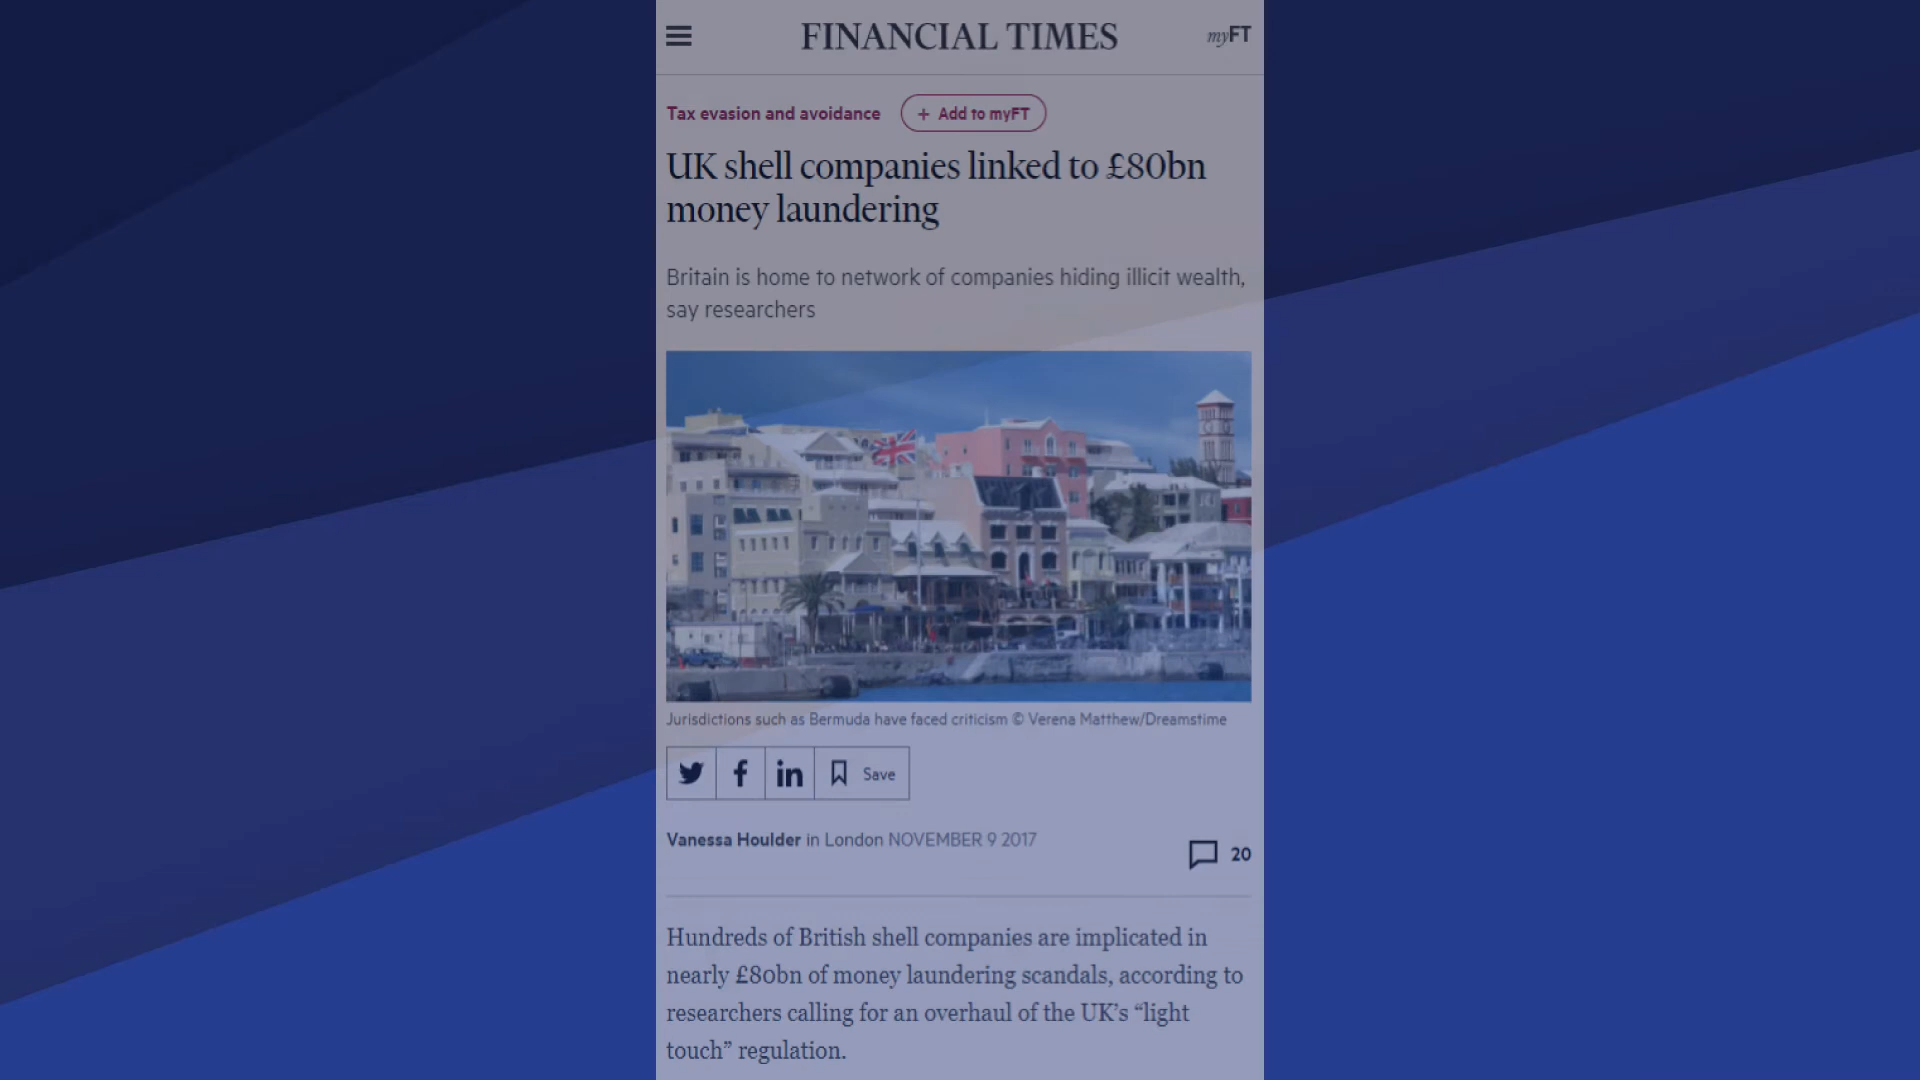 FINANCIAL TIMES
myFT
Tax evasion and avoidance
+ Add to myFT
UK shell companies linked to £80bn
money laundering
Britain is home to network of companies hiding illicit wealth,
say researchers
Jurisdictions such as Bermuda have faced criticism © Verena Matthew/Dreamstime
Save
Vanessa Houlder in London NOVEMBER 9 2017
20
Hundreds of British shell companies are implicated in
nearly £80bn of money laundering scandals, according to
researchers calling for an overhaul of the UK’s “light
touch” regulation.